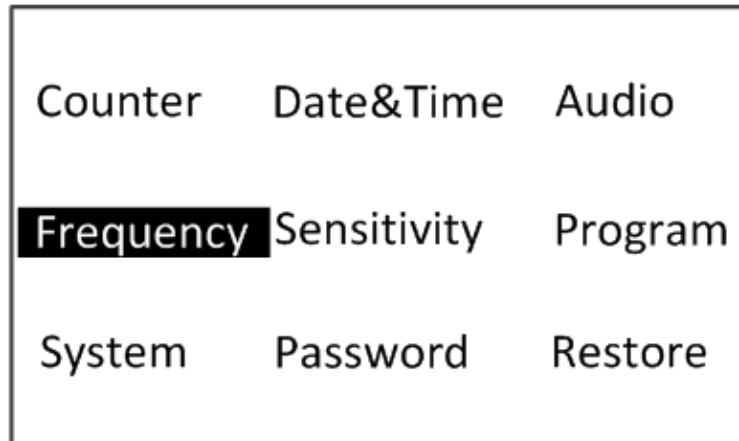 Counter Date&Time Audio
Frequency Sensitivity Program
System Password Restore